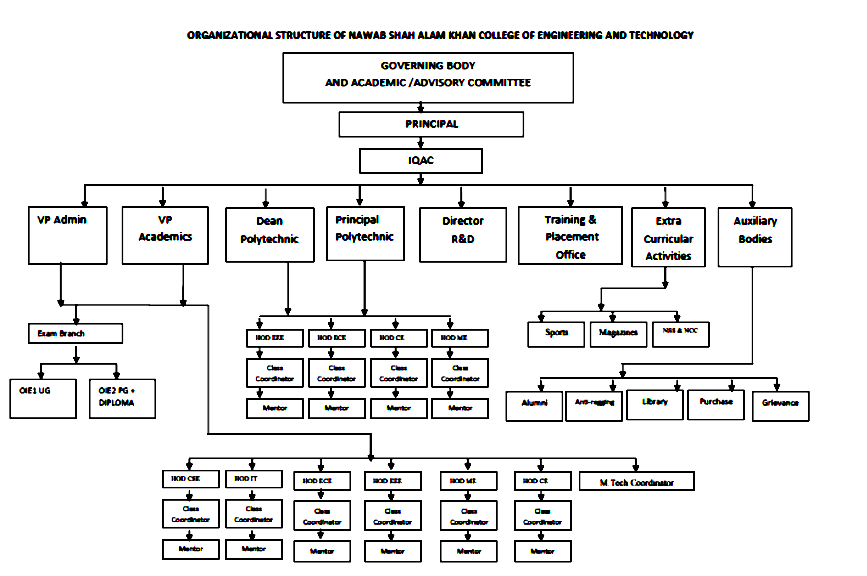 ORGANIZATIONAL STRUCTURE OF NAWAB SHAH ALAM KHAN COLLEGE OF ENGINEERING AND TECHNOLOGY
GOVERNING BODY
AND ACADEMIC /ADVISORY COMMITTEE
PRINCIPAL
IQAC
VP Admin
VP
Academics
Dean
Polytechnic
Principal
Polytechnic
Director
R&D
Training &
Placement
Office
Extra
Curricular
Activities
Auxiliary
Bodies
Exam Branch
OIE1 UG
OIE2 PG +
DIPLOMA
HOD EEE
HOD ECE
HOD CE
HOD ME
Class
Coordinator
Class
Coordinator
Class
Coordinator
Class
Coordinator
Mentor
Mentor
Mentor
Mentor
Sports
Magazines
NSS & NCC
Alumni
Anti-ragging
Library
Purchase
Grievance
HOD CSE
HOD IT
HOD ECE
HOD EEE
HOD ME
HOD CE
M Tech Coordinator
Class
Coordinator
Class
Coordinator
Class
Coordinator
Class
Coordinator
Class
Coordinator
Class
Coordinator
Mentor
Mentor
Mentor
Mentor
Mentor
Mentor